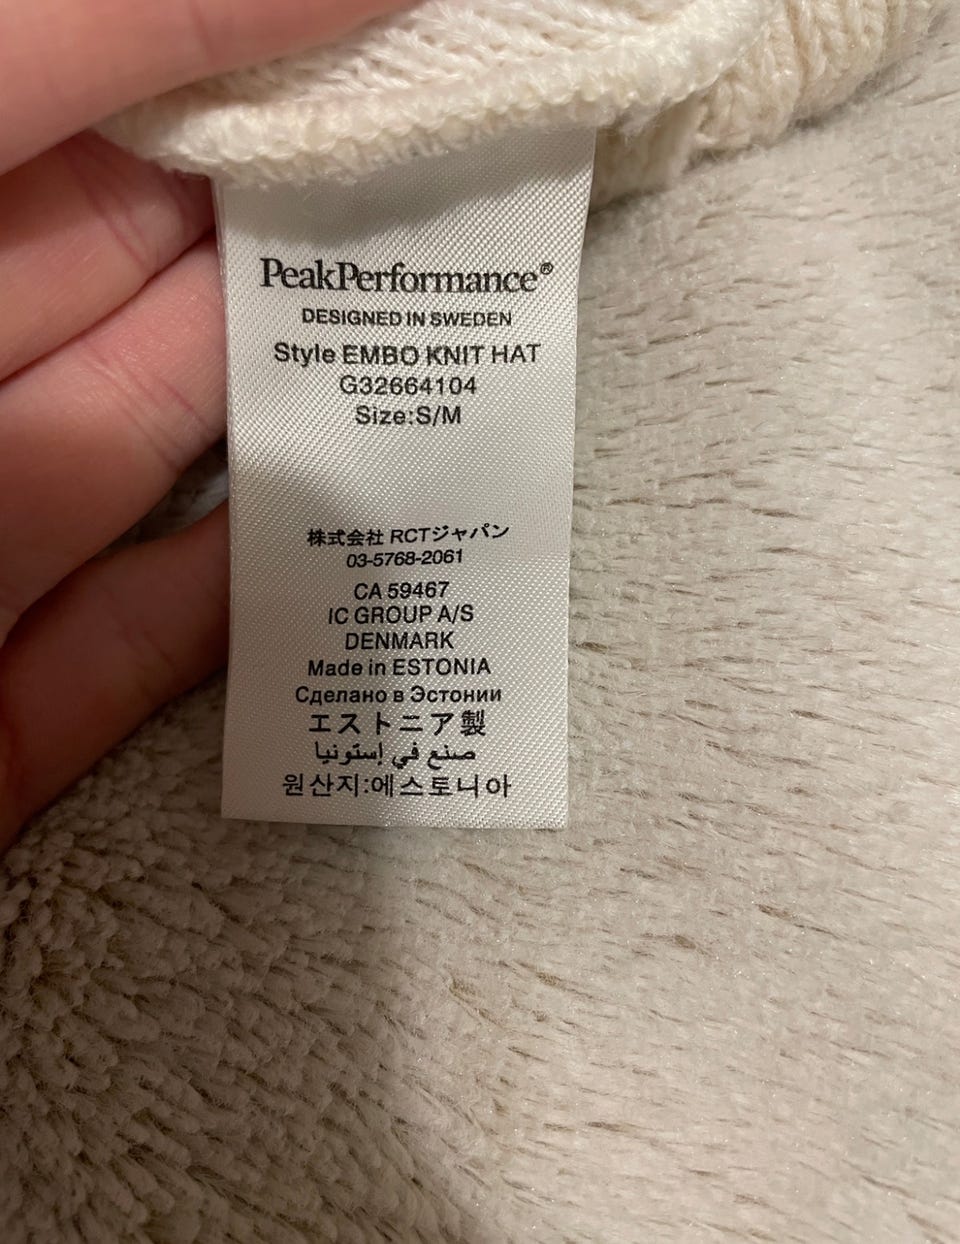 PeakPerformance®
DESIGNED IN SWEDEN
Style EMBO KNIT HAT
G32664104
Size:S/M
株式会社 RCTジャパン
03-5768-2061
CA 59467
IC GROUP A/S
DENMARK
Made in ESTONIA
Сделано в Эстонии
エストニア製
صنع في إستونيا
원산지:에스토니아